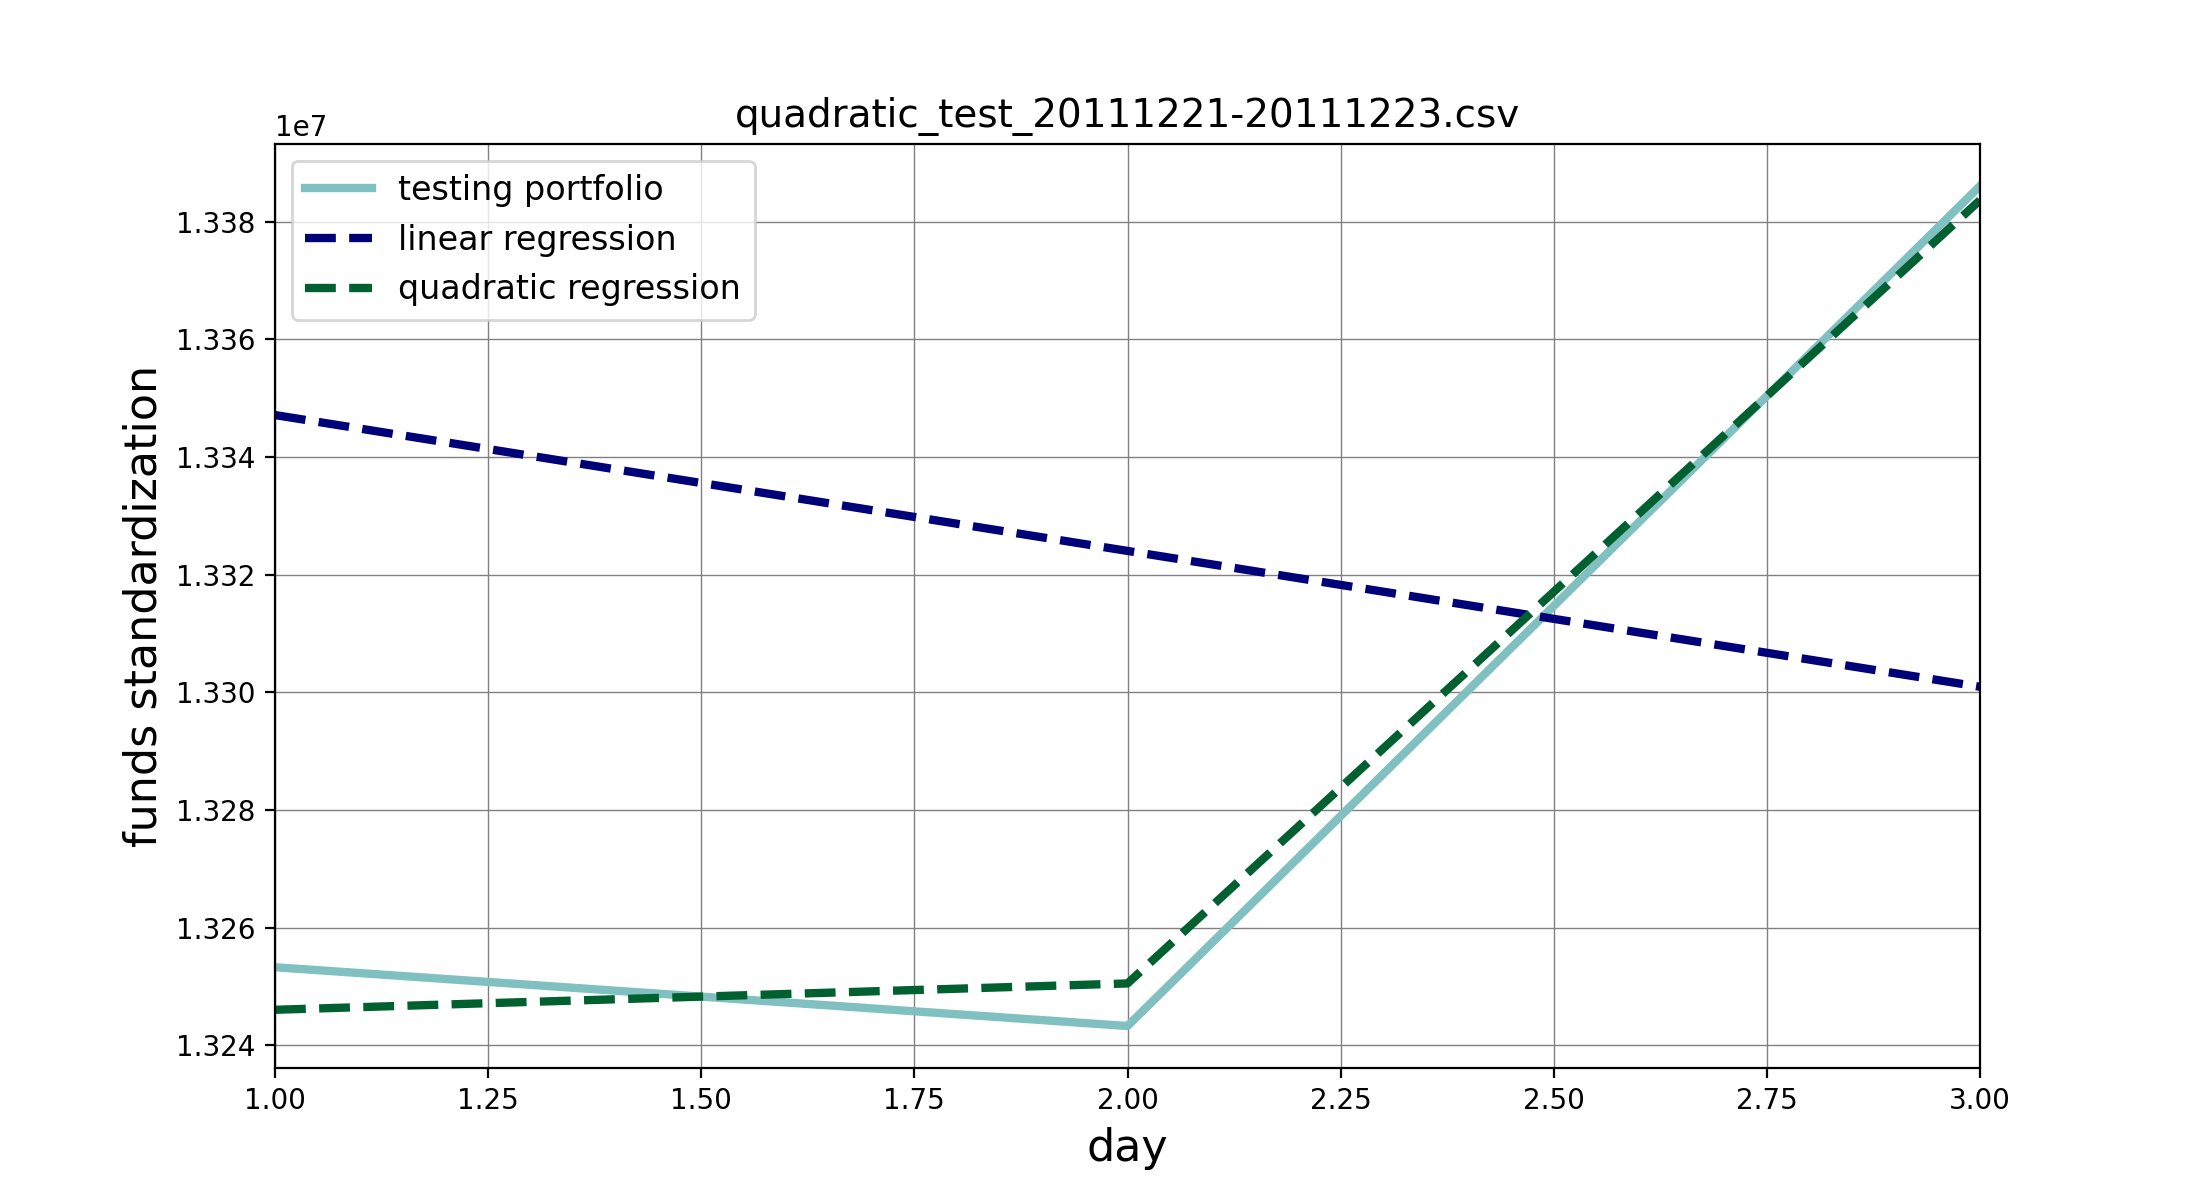 quadratic_test_20111221-20111223.csv
1e7
testing portfolio
linear regression
quadratic regression
funds standardization
1.338
1.336
1.334
1.332
1.330
1.328
1.326
1.324
1.00 1.25 1.50 1.75 2.00 2.25 2.50 2.75 3.00
day